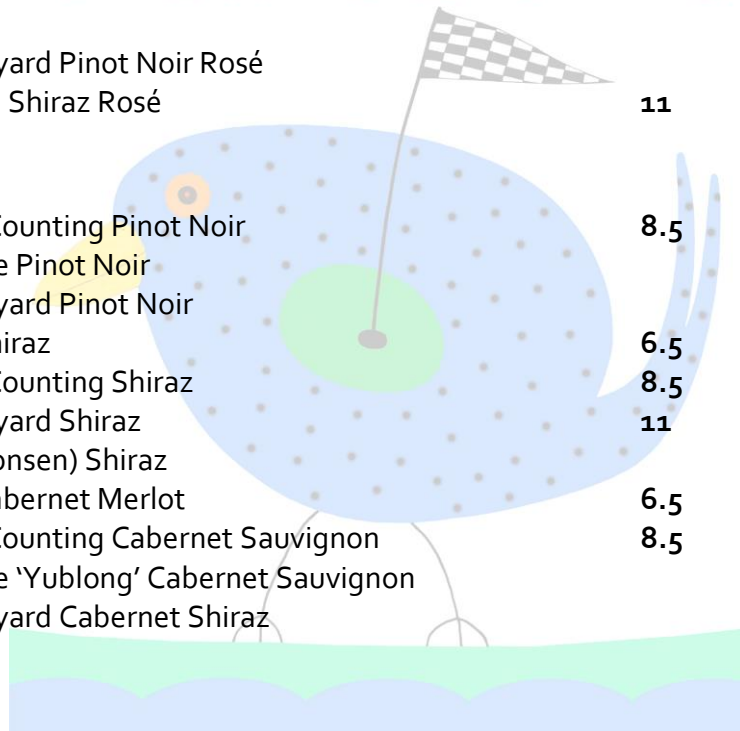 yard Pinot Noir Rosé
Shiraz Rosé 11
Counting Pinot Noir 8.5
e Pinot Noir
yard Pinot Noir
hiraz 6.5
Counting Shiraz 8.5
yard Shiraz 11
onsen) Shiraz
abernet Merlot 6.5
Counting Cabernet Sauvignon 8.5
e ‘Yublong’ Cabernet Sauvignon
yard Cabernet Shiraz